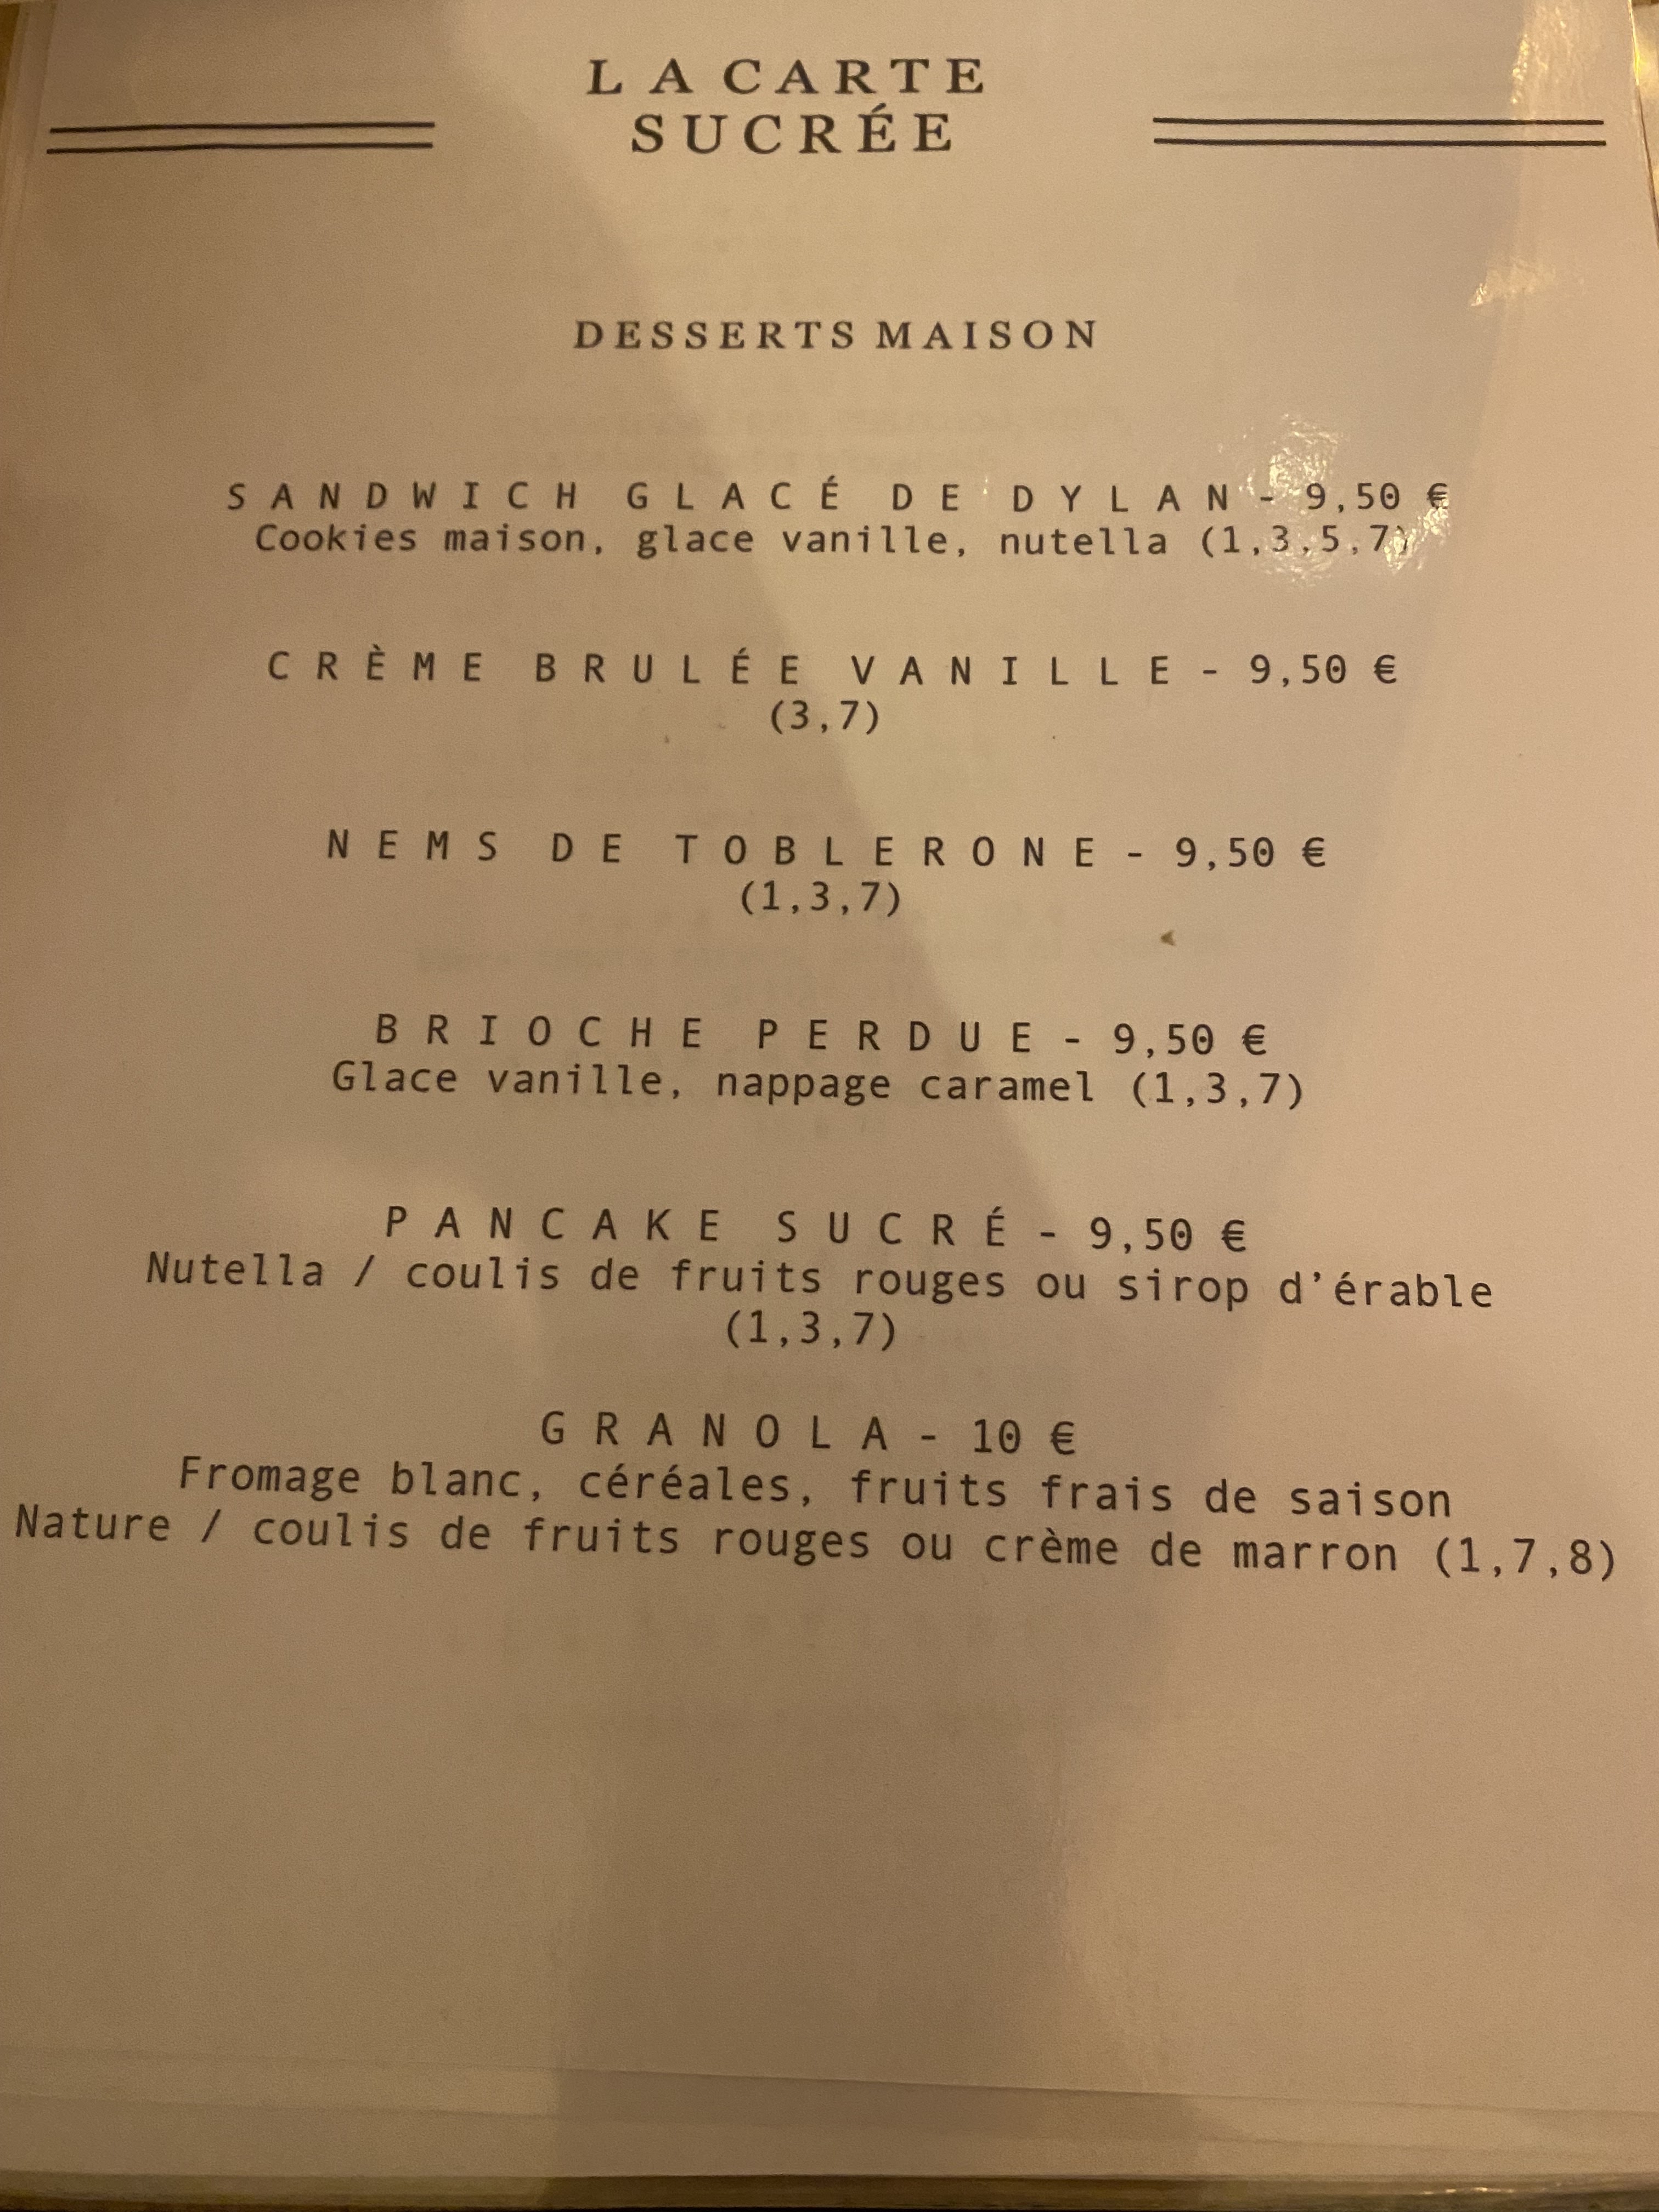 LA CARTE
SUCRÉE
DESSERTS MAISON
SANDWICH GLACÉ DE DYLAN - 9,50 €
Cookies maison, glace vanille, nutella (1,3,5,7)
CRÈME BRULÉE VANILLE - 9,50 €
(3,7)
NEMS DE TOBLERONE - 9,50 €
(1,3,7)
BRIOCHE PERDUE - 9,50 €
Glace vanille, nappage caramel (1,3,7)
PANCAKE SUCRÉ - 9,50 €
Nutella / coulis de fruits rouges ou sirop d'érable
(1,3,7)
GRANOLA - 10 €
Fromage blanc, céréales, fruits frais de saison
Nature / coulis de fruits rouges ou crème de marron (1,7,8)